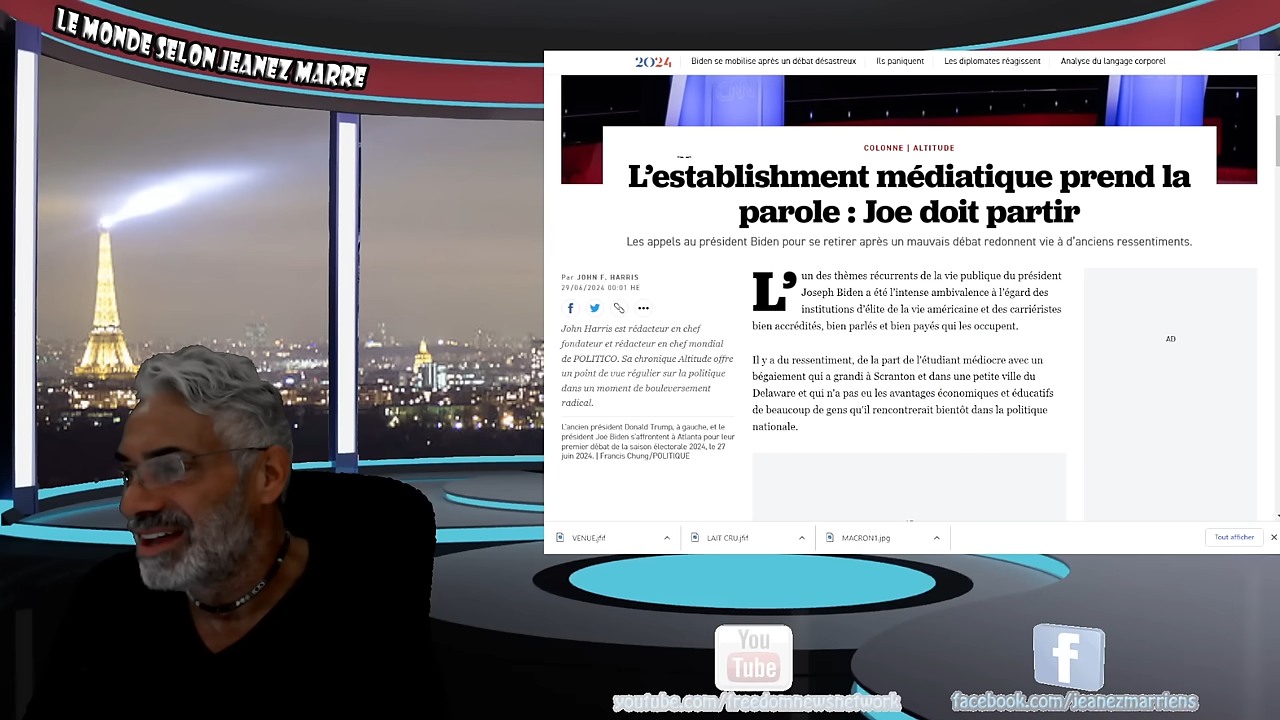 LE MONDE SELON JEANEZ MARRE
2024
Biden se mobilise après un débat désastreux
Ils paniquent
Les diplomates réagissent
Analyse du langage corporel
COLONNE | ALTITUDE
L'establishment médiatique prend la
parole : Joe doit partir
Les appels au président Biden pour se retirer après un mauvais débat redonnent vie à d'anciens ressentiments.
Par JOHN F. HARRIS
29/06/2024 00:01 HE
John Harris est rédacteur en chef
fondateur et rédacteur en chef mondial
de POLITICO. Sa chronique Altitude offre
un point de vue régulier sur la politique
dans un moment de bouleversement
radical.
L'ancien président Donald Trump, à gauche, et le
président Joe Biden s'affrontent à Atlanta pour leur
premier débat de la saison électorale 2024, le 27
juin 2024. | Francis Chung/POLITIQUE
L'un des thèmes récurrents de la vie publique du président
Joseph Biden a été l'intense ambivalence à l'égard des
institutions d'élite de la vie américaine et des carriéristes
bien accrédités, bien parlés et bien payés qui les occupent.
Il y a du ressentiment, de la part de l'étudiant médiocre avec un
bégaiement qui a grandi à Scranton et dans une petite ville du
Delaware et qui n'a pas eu les avantages économiques et éducatifs
de beaucoup de gens qu'il rencontrerait bientôt dans la politique
nationale.
AD
VENUE.jfif
LAIT CRU.jfif
MACRON1.jpg
Tout afficher
You
Tube
youtube.com/freedomnewsnetwork
f
facebook.com/jeanezmarriens